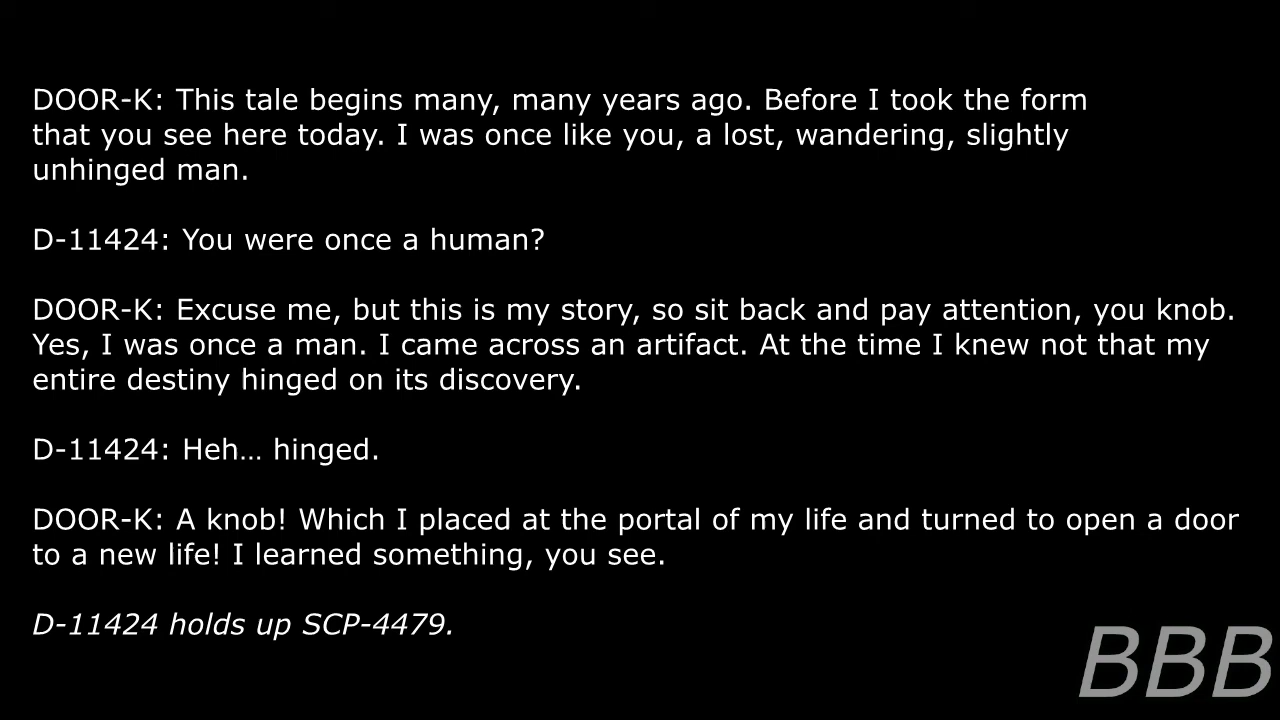 DOOR-K: This tale begins many, many years ago. Before I took the form
that you see here today. I was once like you, a lost, wandering, slightly
unhinged man.
D-11424: You were once a human?
DOOR-K: Excuse me, but this is my story, so sit back and pay attention, you knob.
Yes, I was once a man. I came across an artifact. At the time I knew not that my
entire destiny hinged on its discovery.
D-11424: Heh… hinged.
DOOR-K: A knob! Which I placed at the portal of my life and turned to open a door
to a new life! I learned something, you see.
D-11424 holds up SCP-4479.
BBB